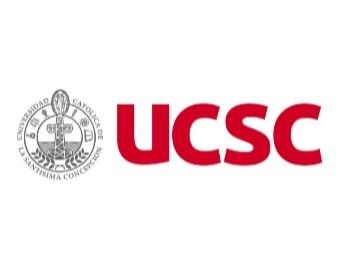 UNIVERSIDAD CATOLICA DE
LA SANTISIMA CONCEPCION
UCSC